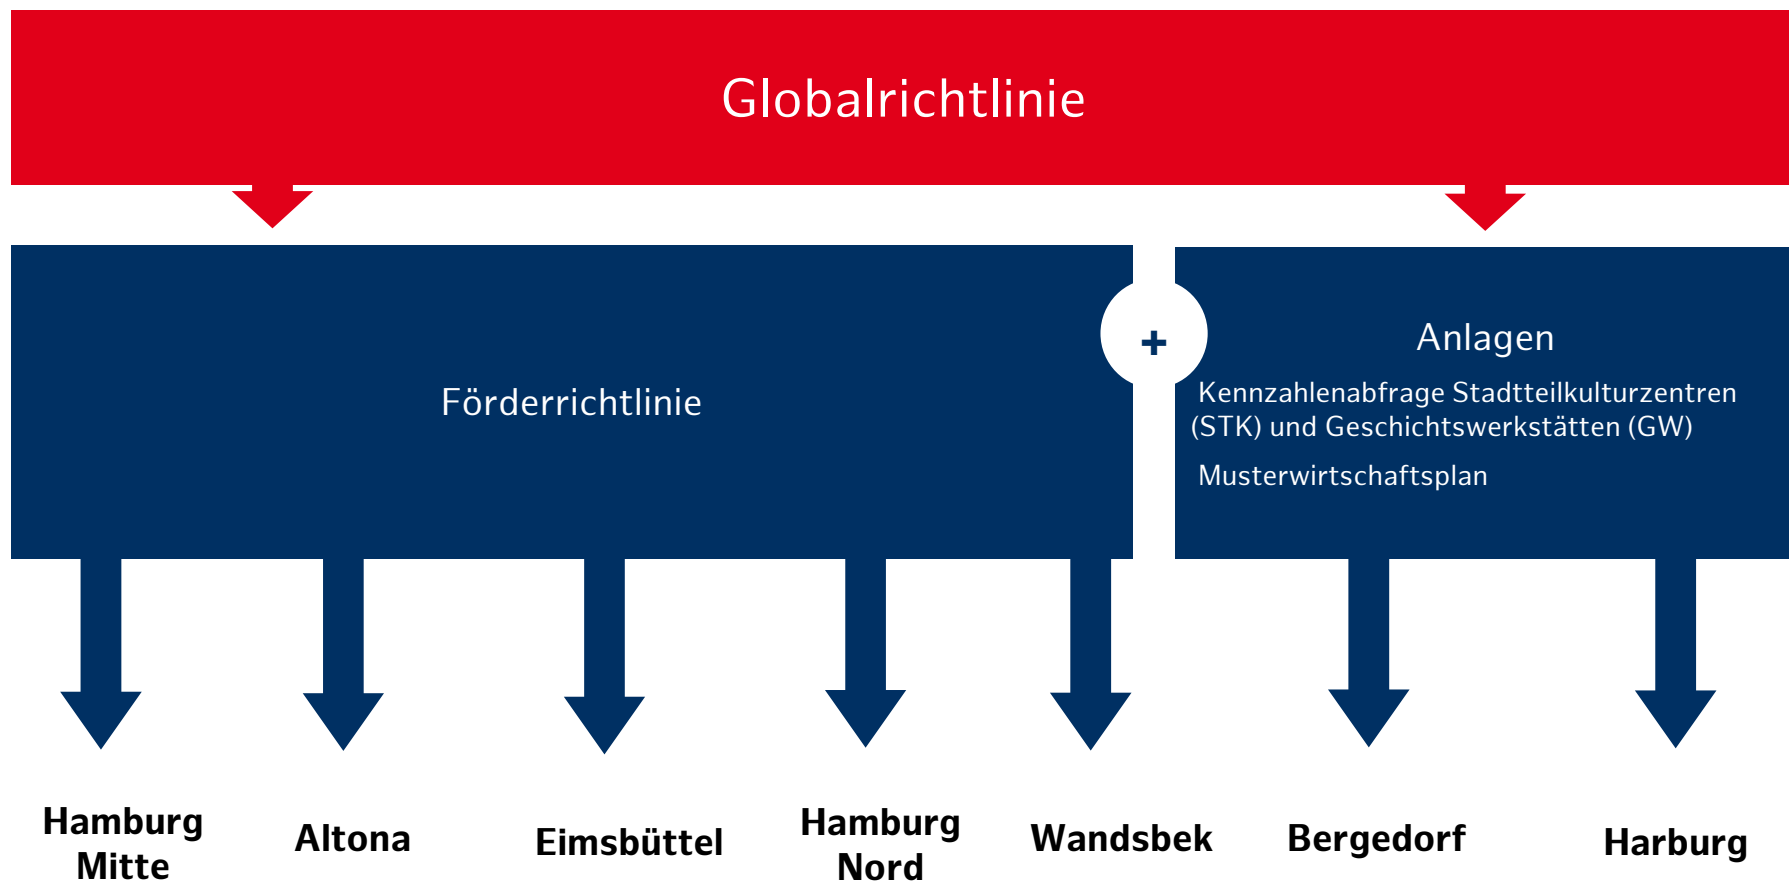 Globalrichtlinie
Förderrichtlinie
+
Anlagen
Kennzahlenabfrage Stadtteilkulturzentren
(STK) und Geschichtswerkstätten (GW)
Musterwirtschaftsplan
Hamburg
Mitte
Altona
Eimsbüttel
Hamburg
Nord
Wandsbek
Bergedorf
Harburg